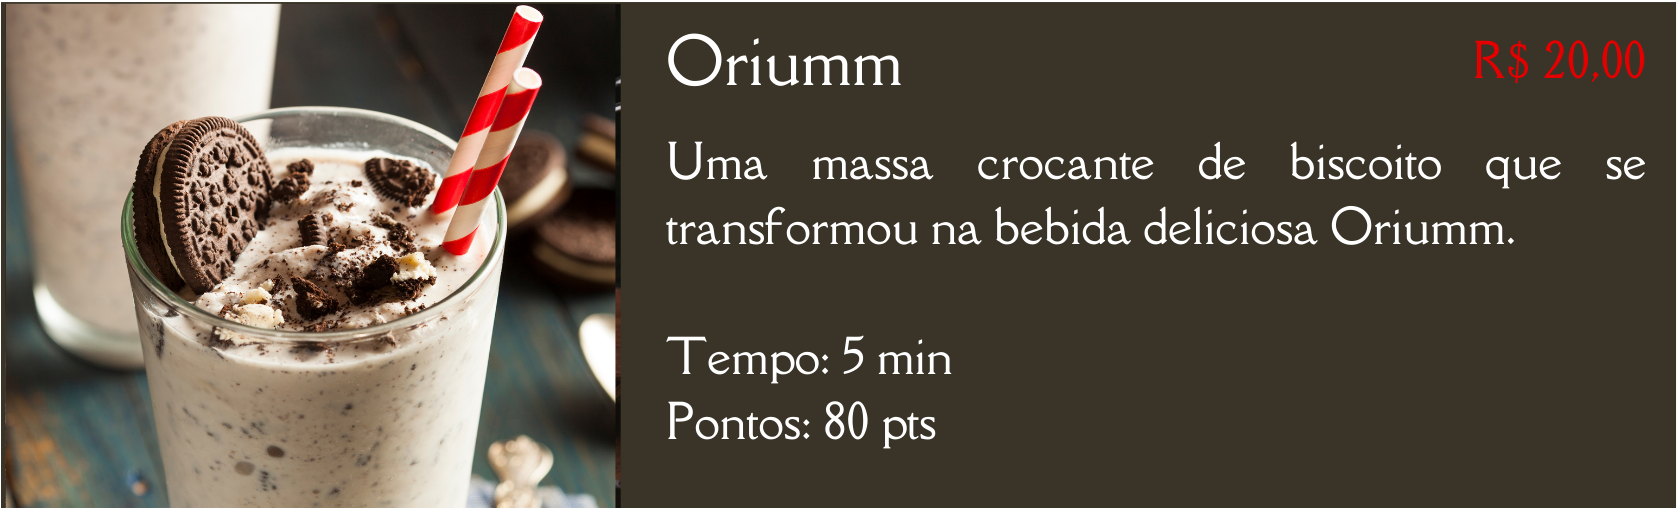 Oriumm
R$ 20,00
Uma massa crocante de biscoito que se
transformou na bebida deliciosa Oriumm.
Tempo: 5 min
Pontos: 80 pts